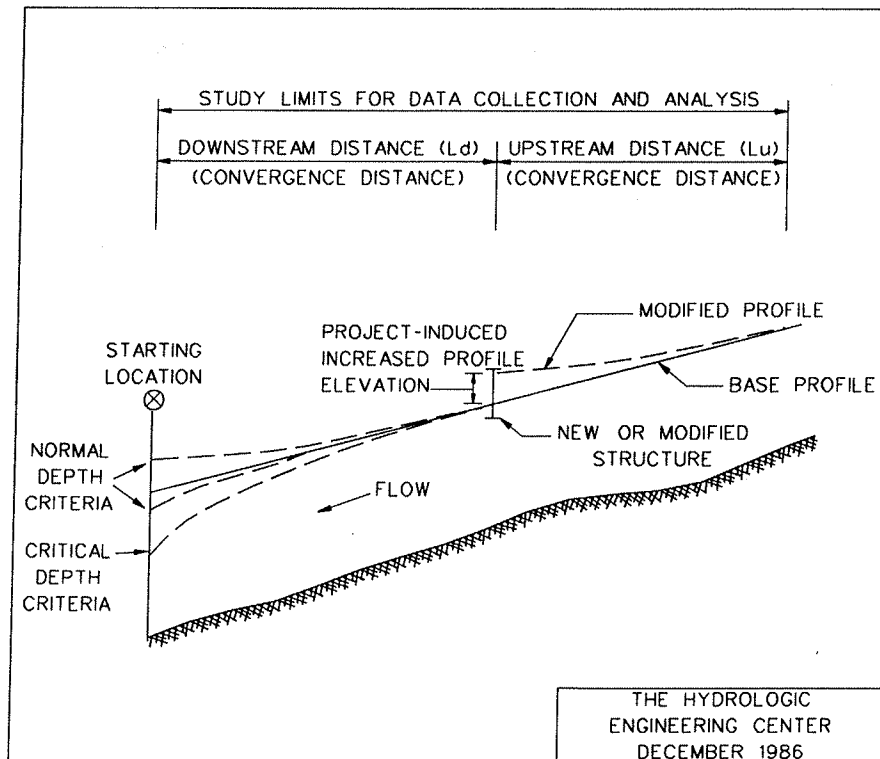 STUDY LIMITS FOR DATA COLLECTION AND ANALYSIS
DOWNSTREAM DISTANCE (Ld)
(CONVERGENCE DISTANCE)
UPSTREAM DISTANCE (Lu)
(CONVERGENCE DISTANCE)
STARTING
LOCATION
PROJECT-INDUCED
INCREASED PROFILE
ELEVATION
MODIFIED PROFILE
BASE PROFILE
NEW OR MODIFIED
STRUCTURE
NORMAL
DEPTH
CRITERIA
FLOW
CRITICAL
DEPTH
CRITERIA
THE HYDROLOGIC
ENGINEERING CENTER
DECEMBER 1986